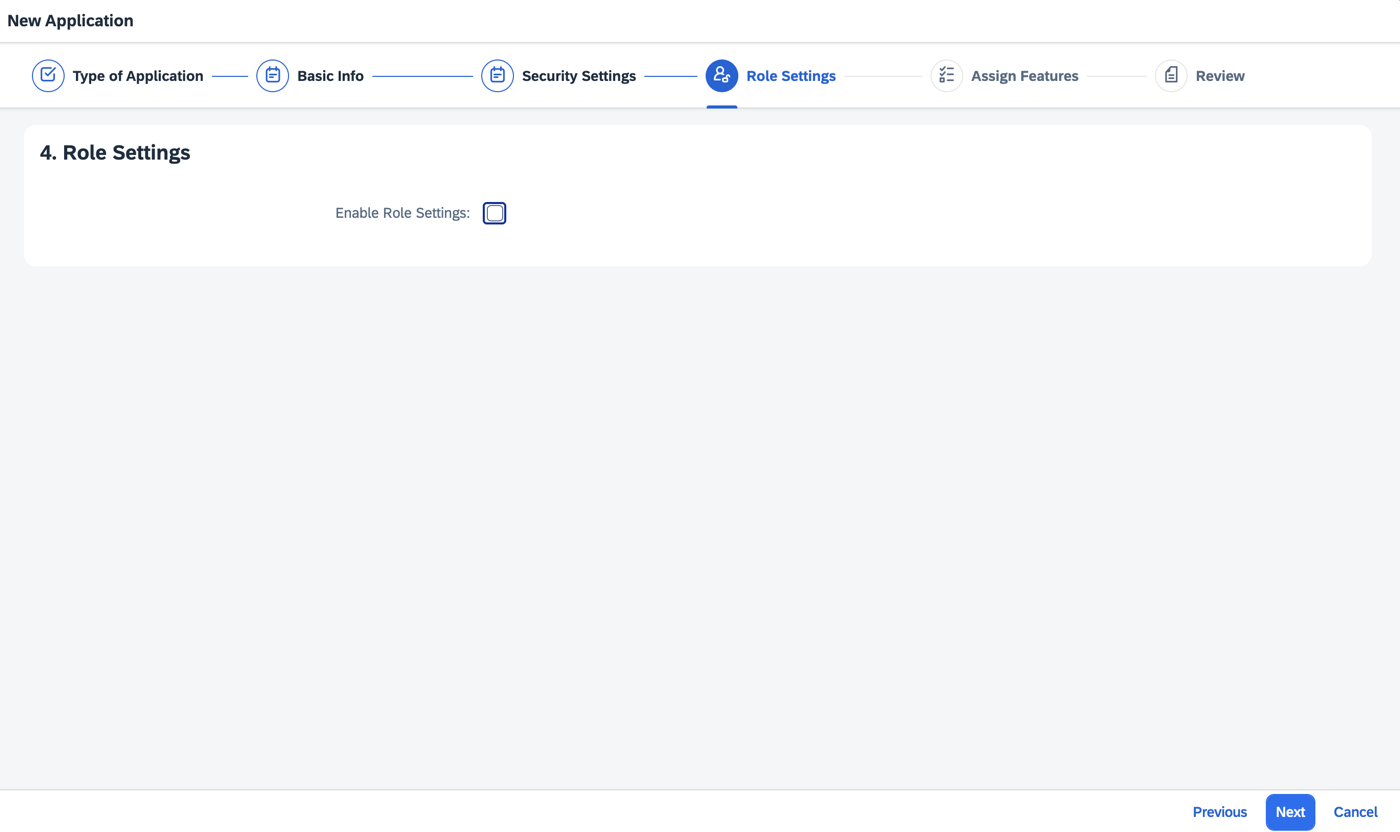 New Application
Type of Application
Basic Info
Security Settings
Role Settings
Assign Features
Review
4. Role Settings
Enable Role Settings:
Previous
Next
Cancel